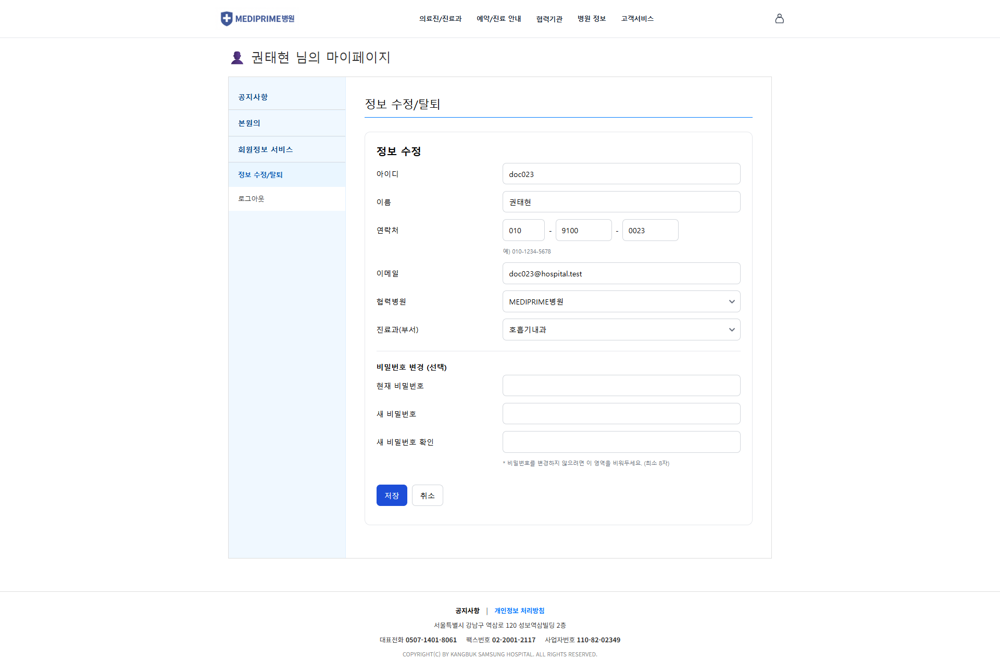 MEDIPRIME병원
의료진/진료과 예약/진료 안내 협력기관 병원 정보 고객서비스
권태현 님의 마이페이지
공지사항
본원의
회원정보 서비스
정보 수정/탈퇴
로그아웃
정보 수정/탈퇴
정보 수정
아이디 doc023
이름 권태현
연락처 010 - 9100 - 0023
예) 010-1234-5678
이메일 doc023@hospital.test
협력병원 MEDIPRIME병원
진료과(부서) 호흡기내과
비밀번호 변경 (선택)
현재 비밀번호
새 비밀번호
새 비밀번호 확인
* 비밀번호를 변경하지 않으려면 이 영역을 비워두세요. (최소 8자)
저장 취소
공지사항 | 개인정보 처리방침
서울특별시 강남구 역삼로 120 성보역삼빌딩 2층
대표전화 0507-1401-8061 팩스번호 02-2001-2117 사업자번호 110-82-02349
COPYRIGHT(C) BY KANGBUK SAMSUNG HOSPITAL. ALL RIGHTS RESERVED.